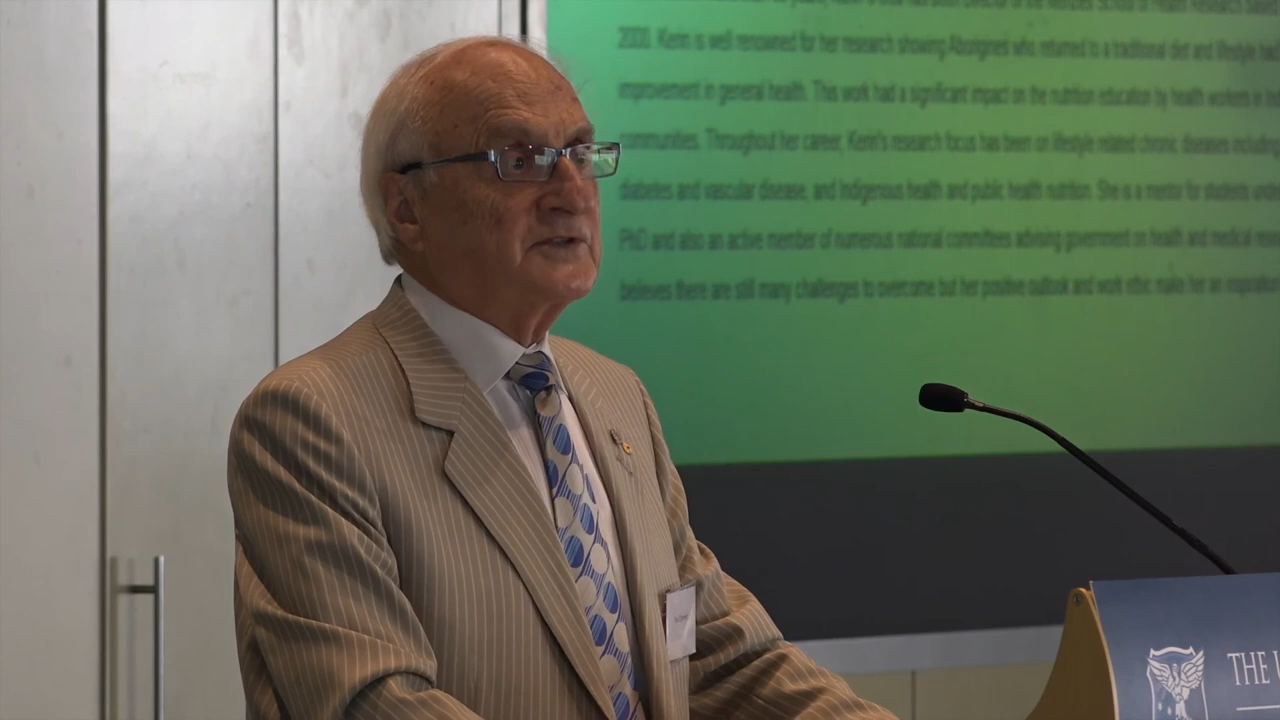 2000. Kerin is well renowned for her research showing Aborigines who returned to a traditional diet and lifestyle had
improvement in general health. This work had a significant impact on the nutrition education by health workers in
communities. Throughout her career, Kerin's research focus has been on lifestyle related chronic diseases including
diabetes and vascular disease, and Indigenous health and public health nutrition. She is a mentor for students
PhD and also an active member of numerous national committees advising government on health and medical
believes there are still many challenges to overcome but her positive outlook and work ethic make her an inspiration
THE